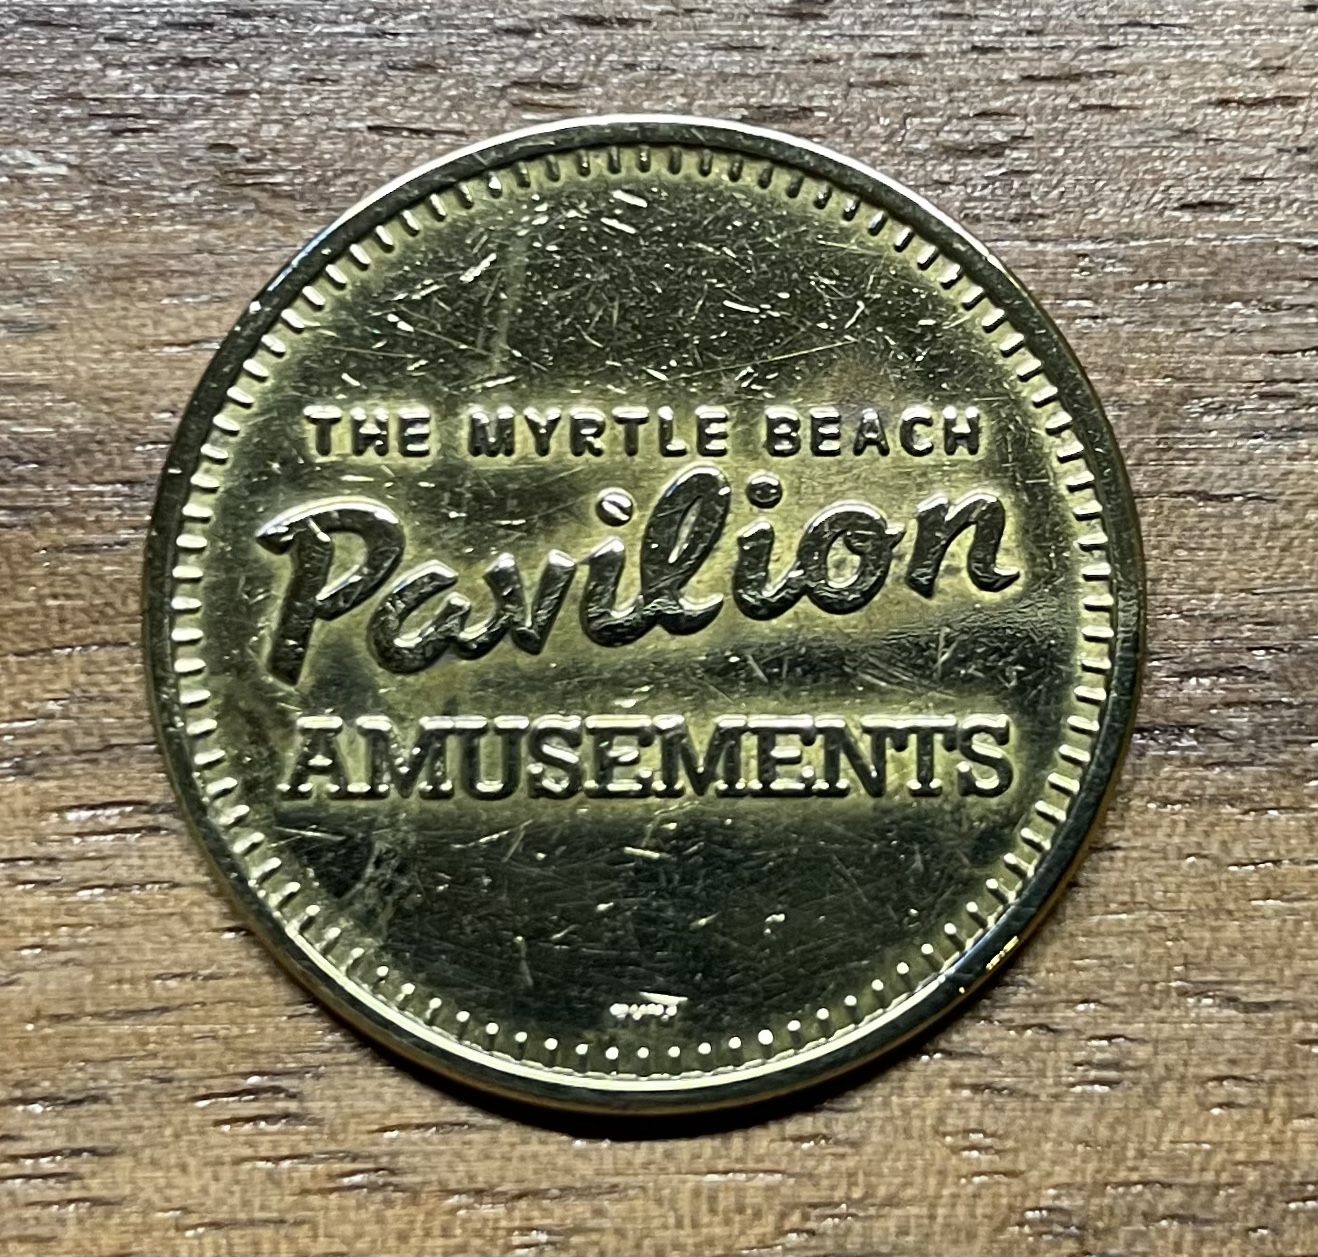 THE MYRTLE BEACH
Pavilion
AMUSEMENTS